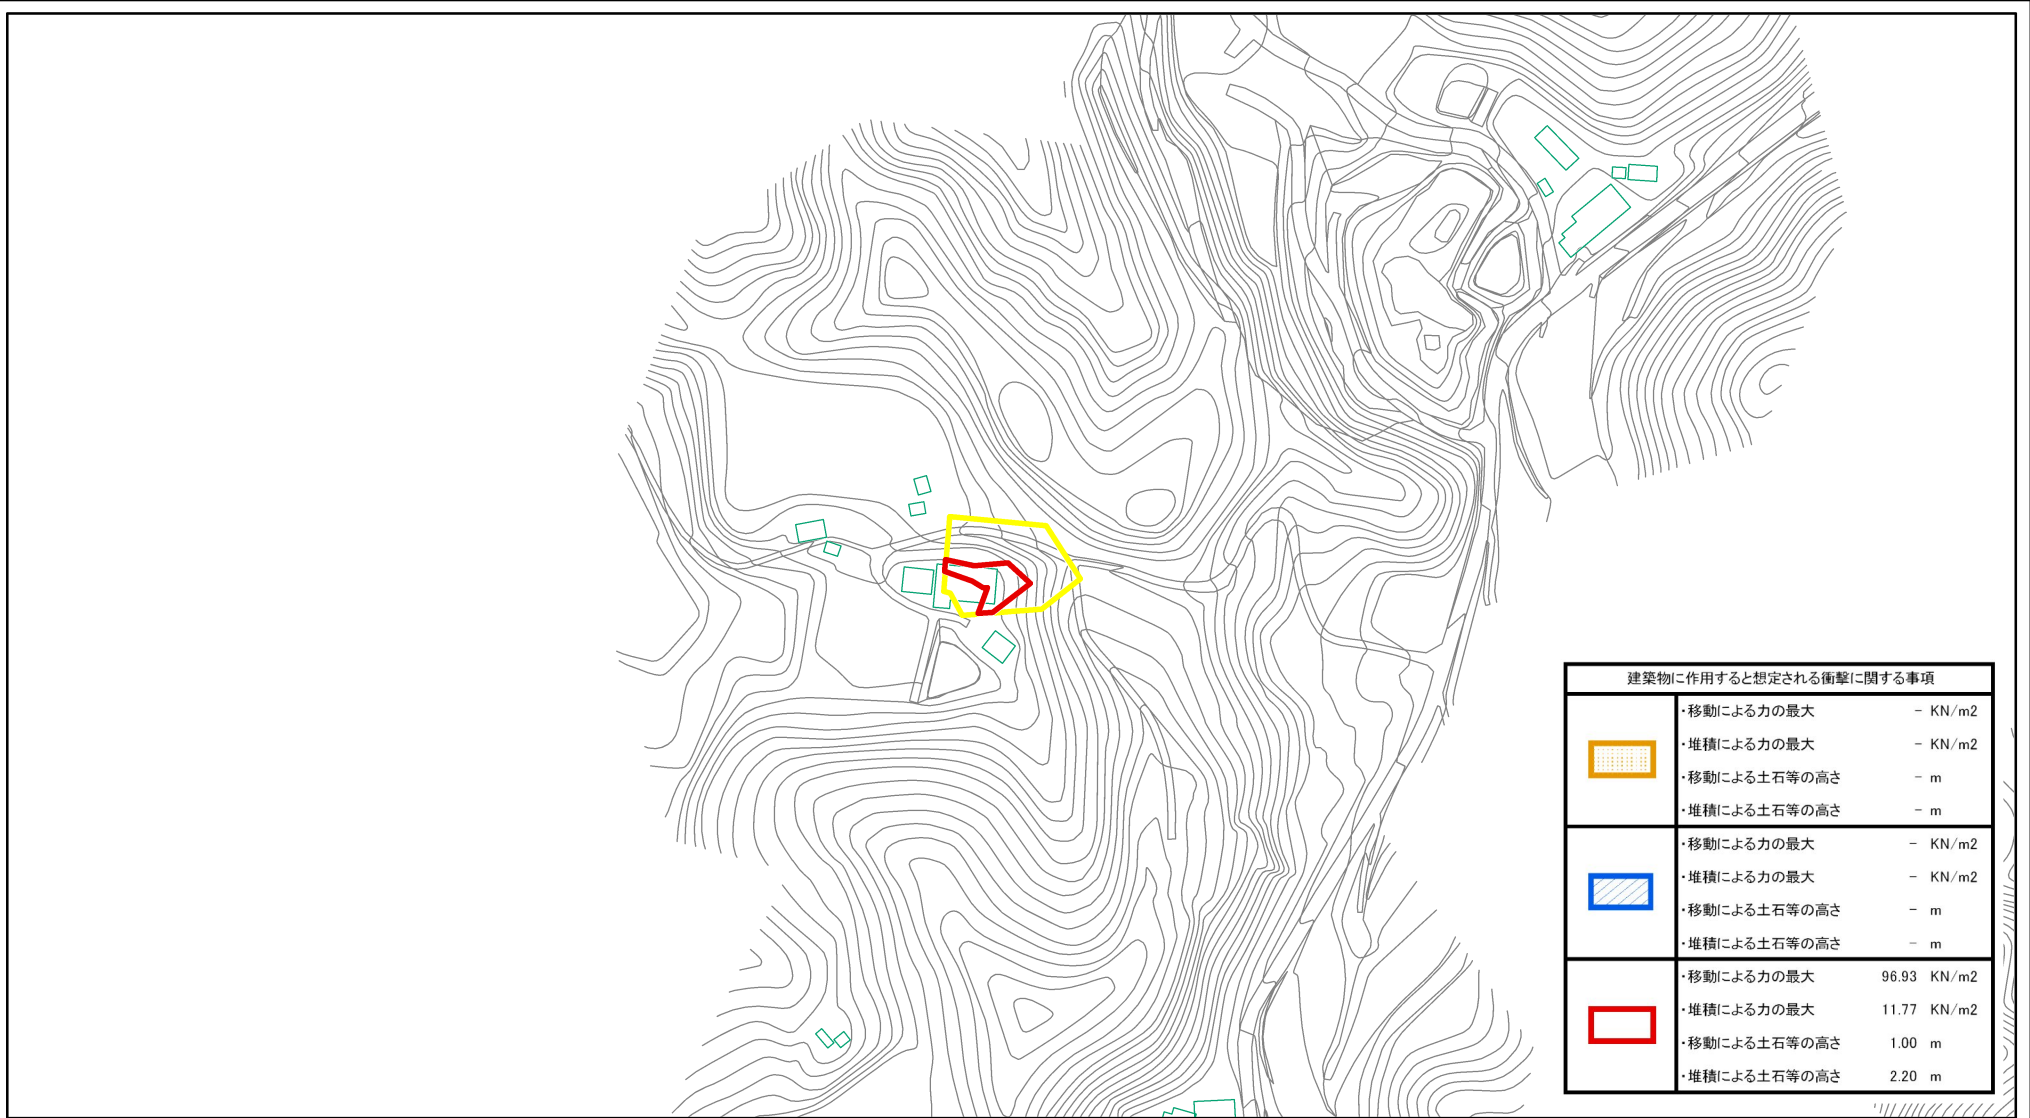 建築物に作用すると想定される衝撃に関する事項
・移動による力の最大 － KN/m2
・堆積による力の最大 － KN/m2
・移動による土石等の高さ － m
・堆積による土石等の高さ － m
・移動による力の最大 － KN/m2
・堆積による力の最大 － KN/m2
・移動による土石等の高さ － m
・堆積による土石等の高さ － m
・移動による力の最大 96.93 KN/m2
・堆積による力の最大 11.77 KN/m2
・移動による土石等の高さ 1.00 m
・堆積による土石等の高さ 2.20 m